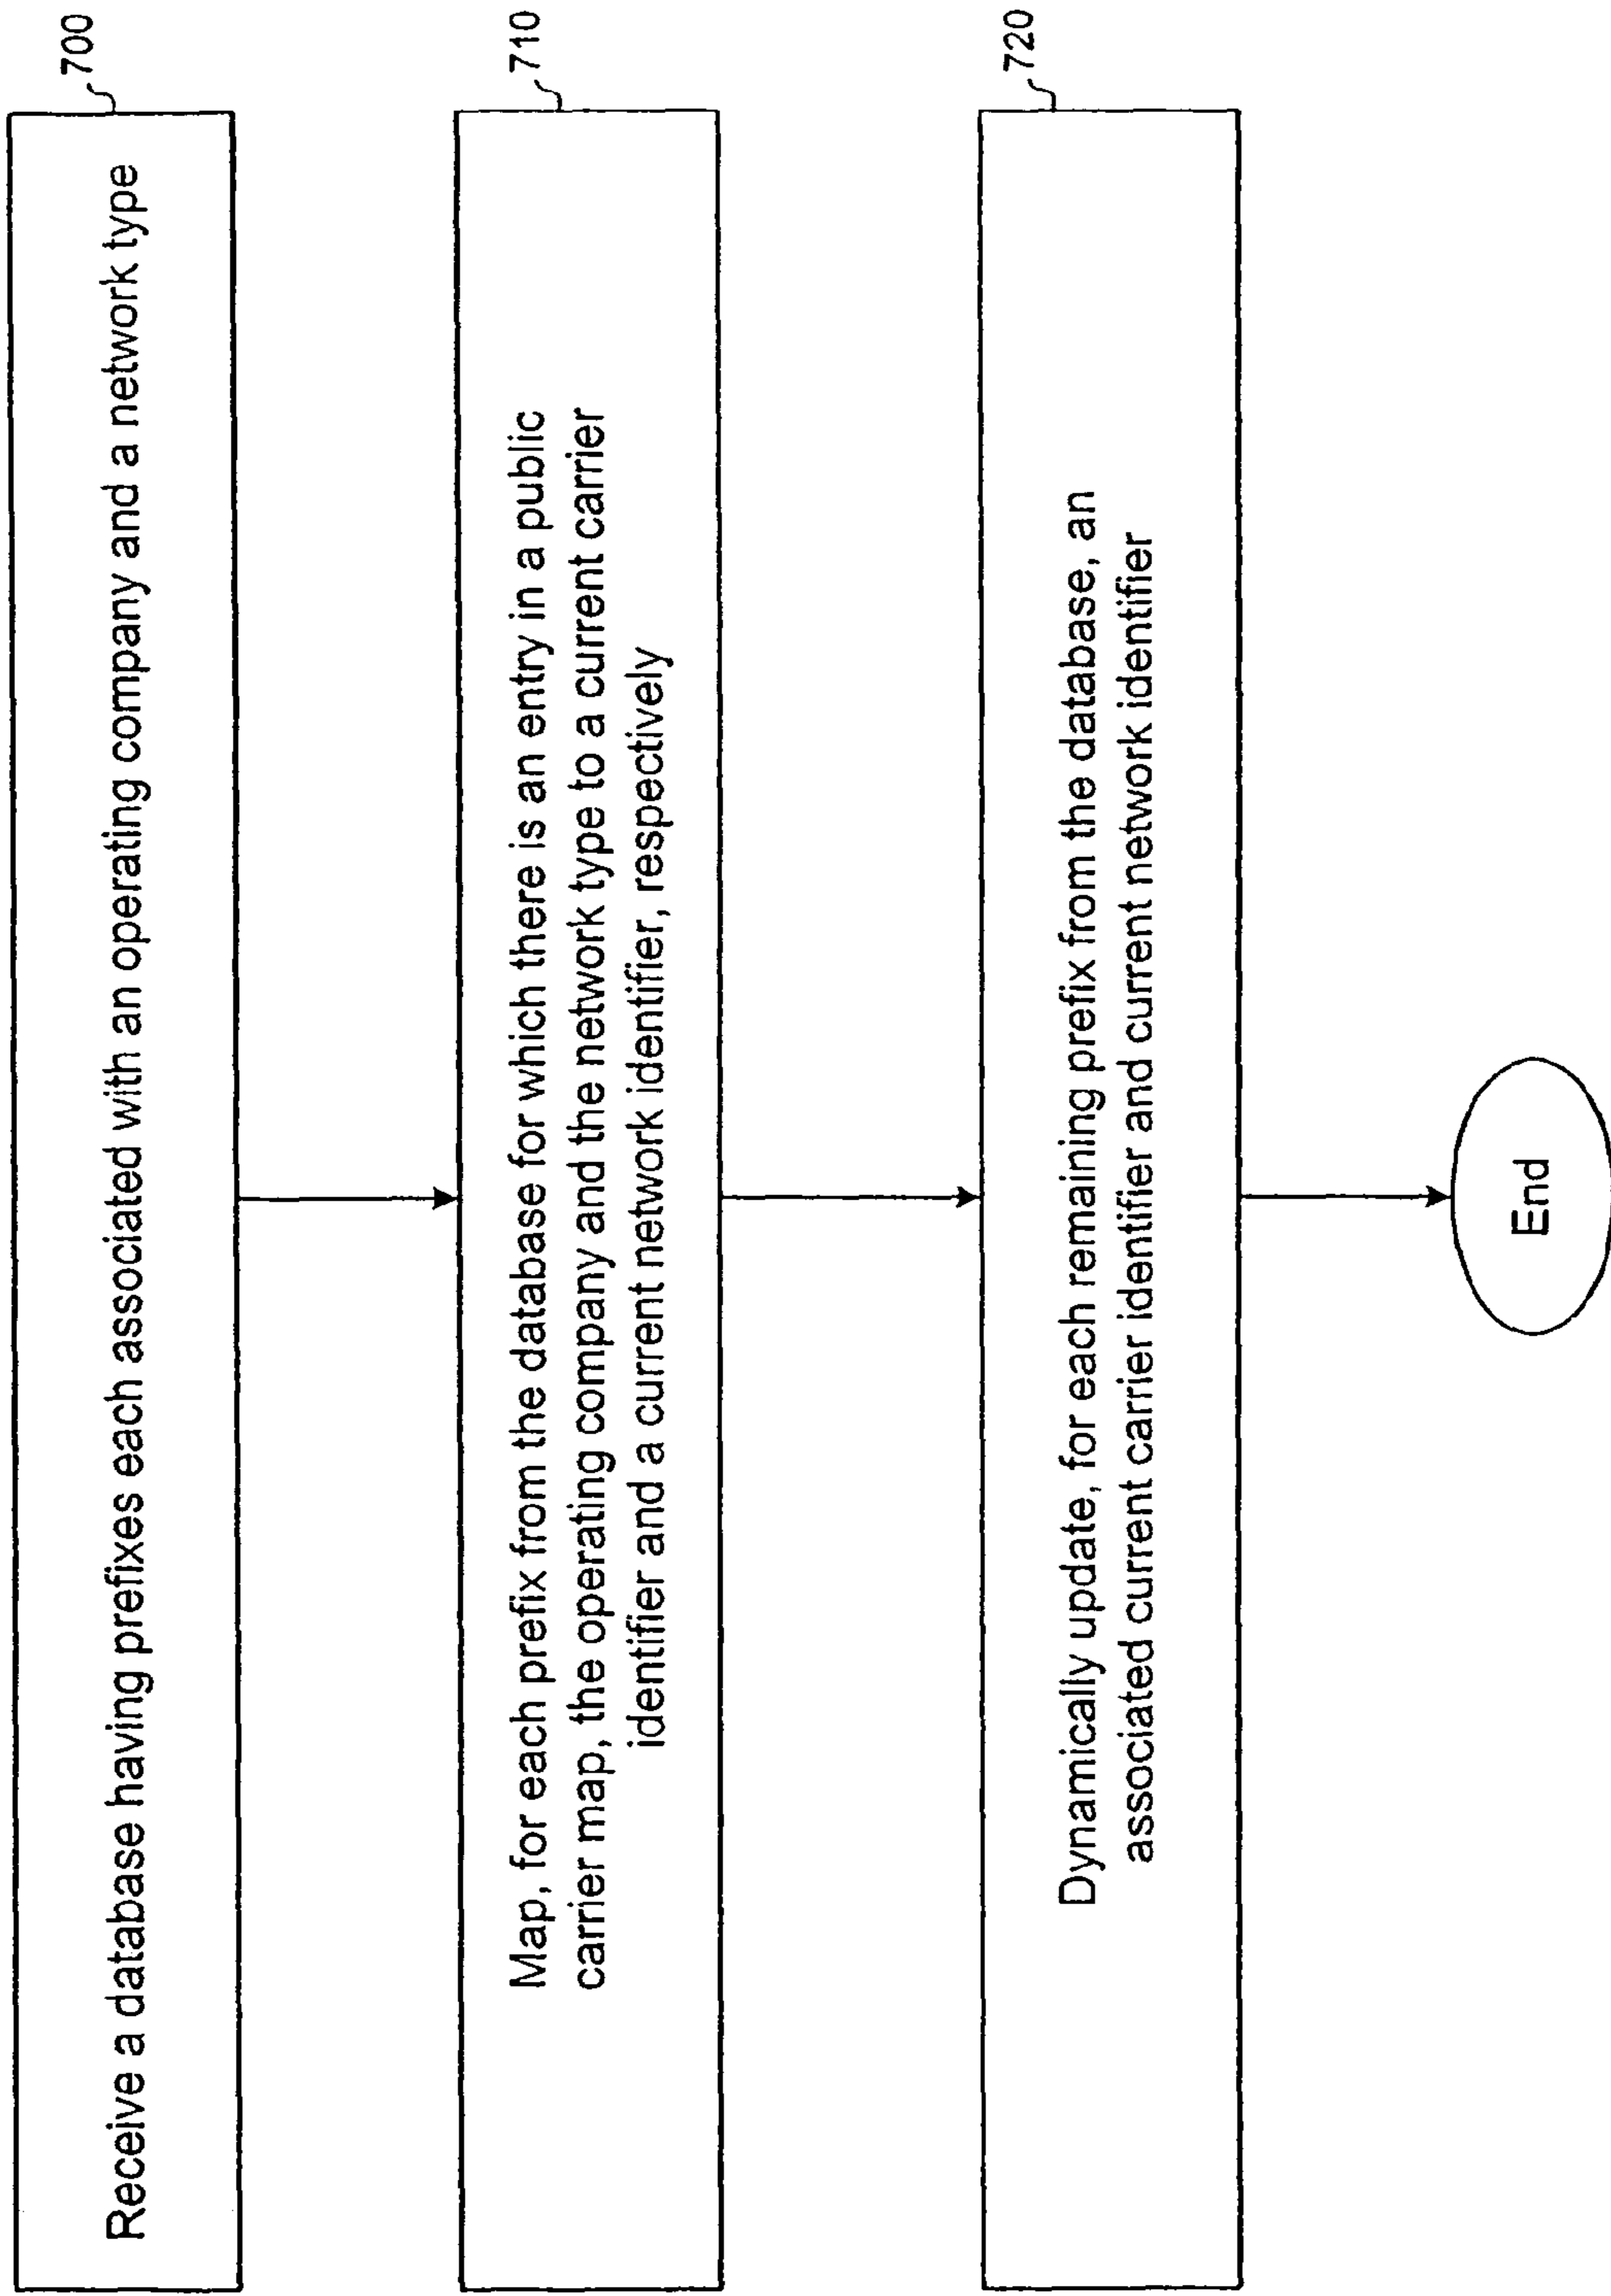 700
Receive a database having prefixes each associated with an operating company and a network type
710
Map, for each prefix from the database for which there is an entry in a public
carrier map, the operating company and the network type to a current carrier
identifier and a current network identifier, respectively
720
Dynamically update, for each remaining prefix from the database, an
associated current carrier identifier and current network identifier
End